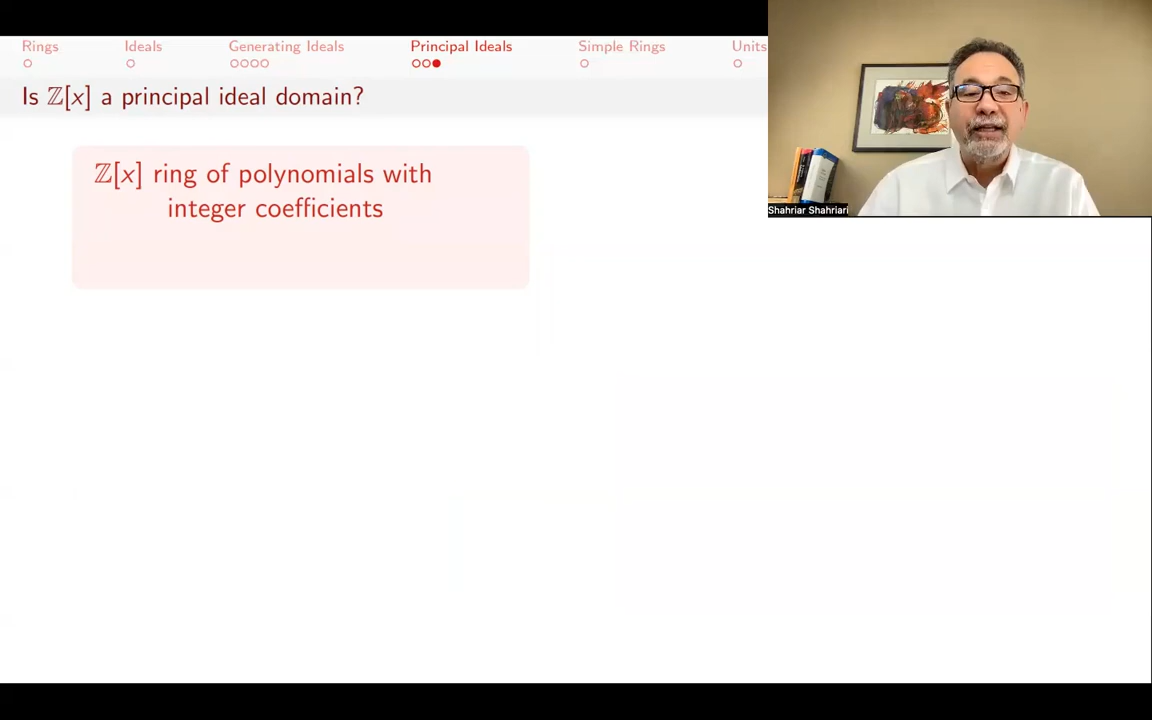 Rings Ideals Generating Ideals Principal Ideals Simple Rings Units
Is ℤ[x] a principal ideal domain?
ℤ[x] ring of polynomials with
integer coefficients
Shahriar Shahriari